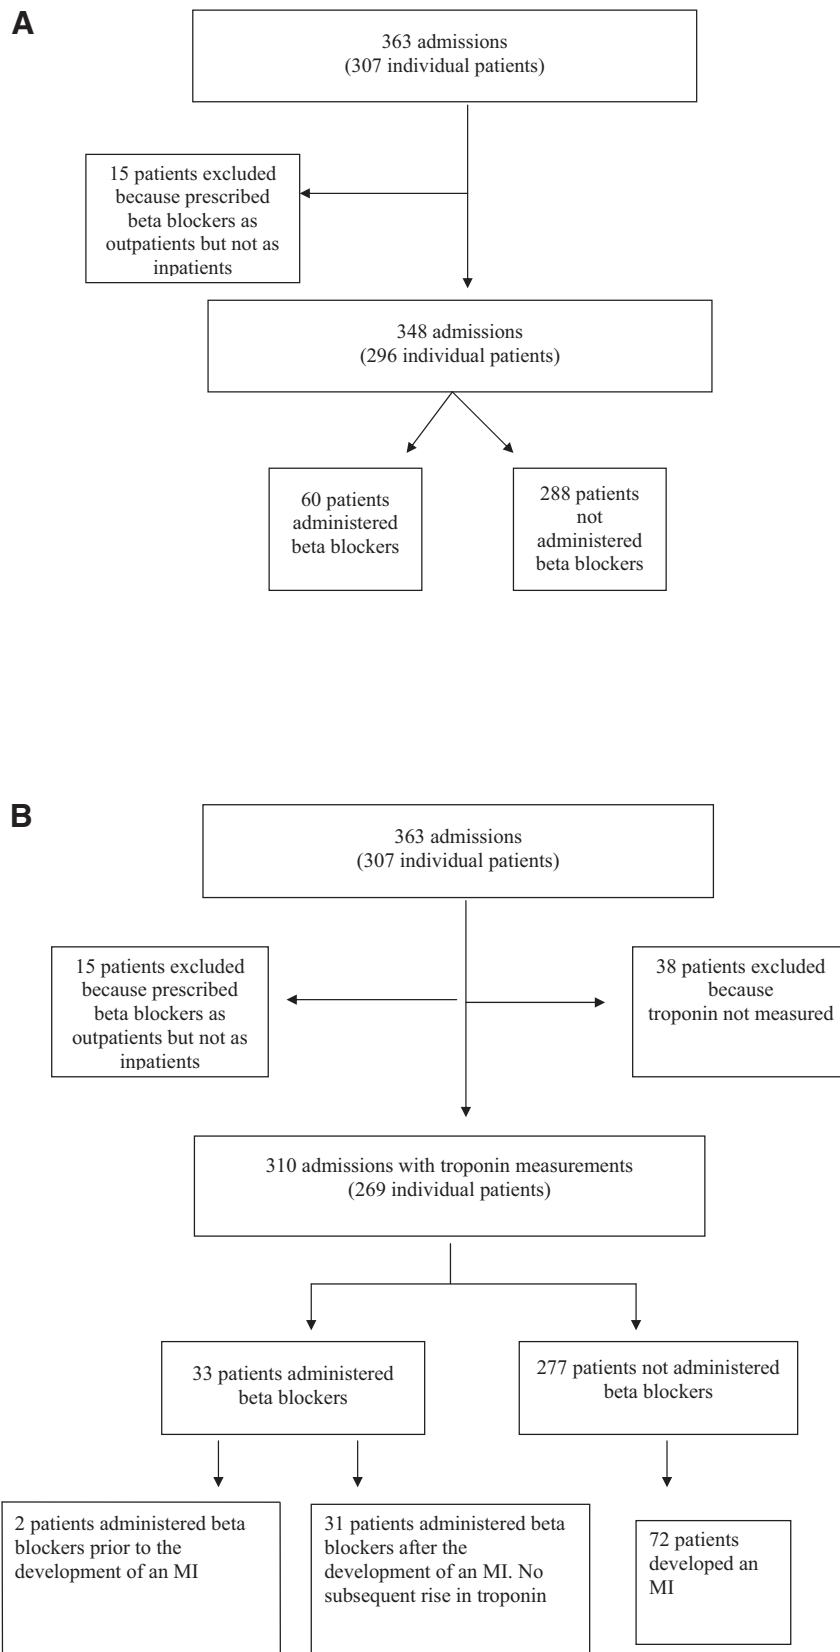 A
363 admissions
(307 individual patients)
15 patients excluded
because prescribed
beta blockers as
outpatients but not as
inpatients
348 admissions
(296 individual patients)
60 patients
administered
beta blockers
288 patients
not
administered
beta blockers
B
363 admissions
(307 individual patients)
15 patients excluded
because prescribed
beta blockers as
outpatients but not as
inpatients
38 patients excluded
because
troponin not measured
310 admissions with troponin measurements
(269 individual patients)
33 patients administered
beta blockers
277 patients not administered
beta blockers
2 patients administered beta
blockers prior to the
development of an MI
31 patients administered beta
blockers after the
development of an MI. No
subsequent rise in troponin
72 patients
developed an
MI